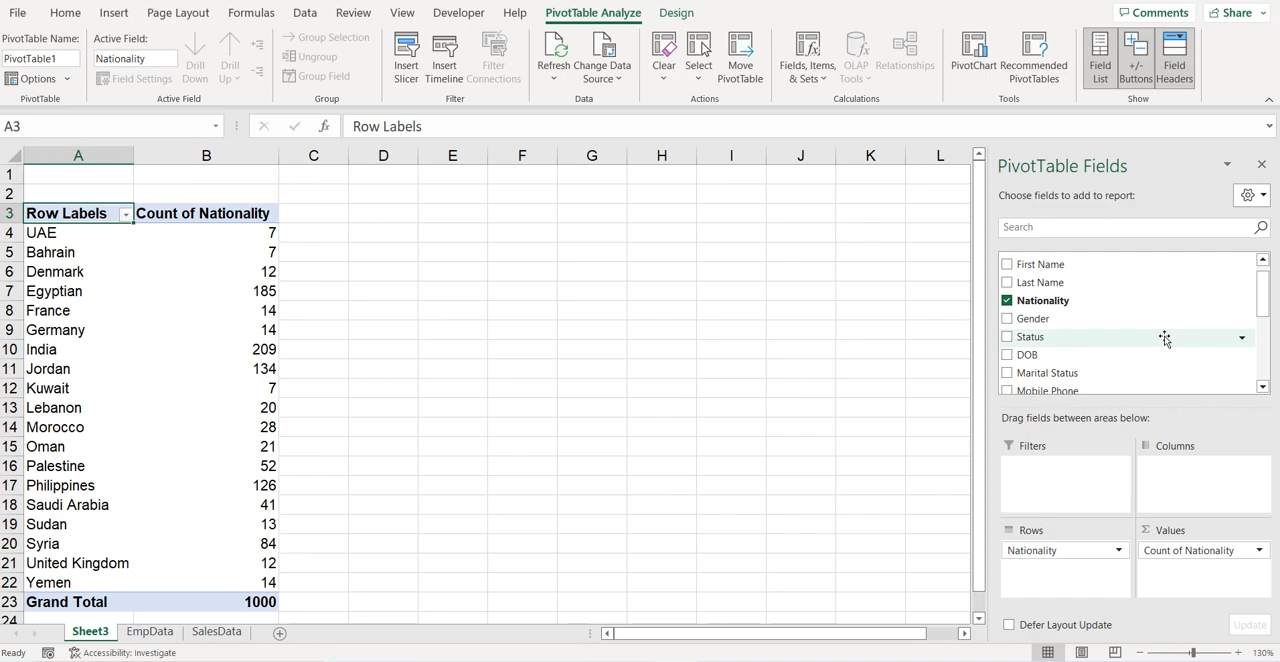 File Home Insert Page Layout Formulas Data Review View Developer Help PivotTable Analyze Design Comments Share
PivotTable Name:
PivotTable1
Options
PivotTable
Active Field:
Nationality
Field Settings
Drill Down
Drill Up
Active Field
Group Selection
Ungroup
Group Field
Group
Insert Slicer
Insert Timeline
Filter Connections
Filter
Refresh
Change Data Source
Data
Clear
Select
Move PivotTable
Actions
Fields, Items, & Sets
OLAP Tools
Relationships
Calculations
PivotChart
Recommended PivotTables
Tools
Field List
+/- Buttons
Field Headers
Show
A3 fx Row Labels
A B C D E F G H I J K L
1
2
3 Row Labels Count of Nationality
4 UAE 7
5 Bahrain 7
6 Denmark 12
7 Egyptian 185
8 France 14
9 Germany 14
10 India 209
11 Jordan 134
12 Kuwait 7
13 Lebanon 20
14 Morocco 28
15 Oman 21
16 Palestine 52
17 Philippines 126
18 Saudi Arabia 41
19 Sudan 13
20 Syria 84
21 United Kingdom 12
22 Yemen 14
23 Grand Total 1000
24
Sheet3 EmpData SalesData
Ready Accessibility: Investigate 130%
PivotTable Fields
Choose fields to add to report:
Search
First Name
Last Name
Nationality
Gender
Status
DOB
Marital Status
Mobile Phone
Drag fields between areas below:
Filters Columns
Rows Σ Values
Nationality Count of Nationality
Defer Layout Update Update